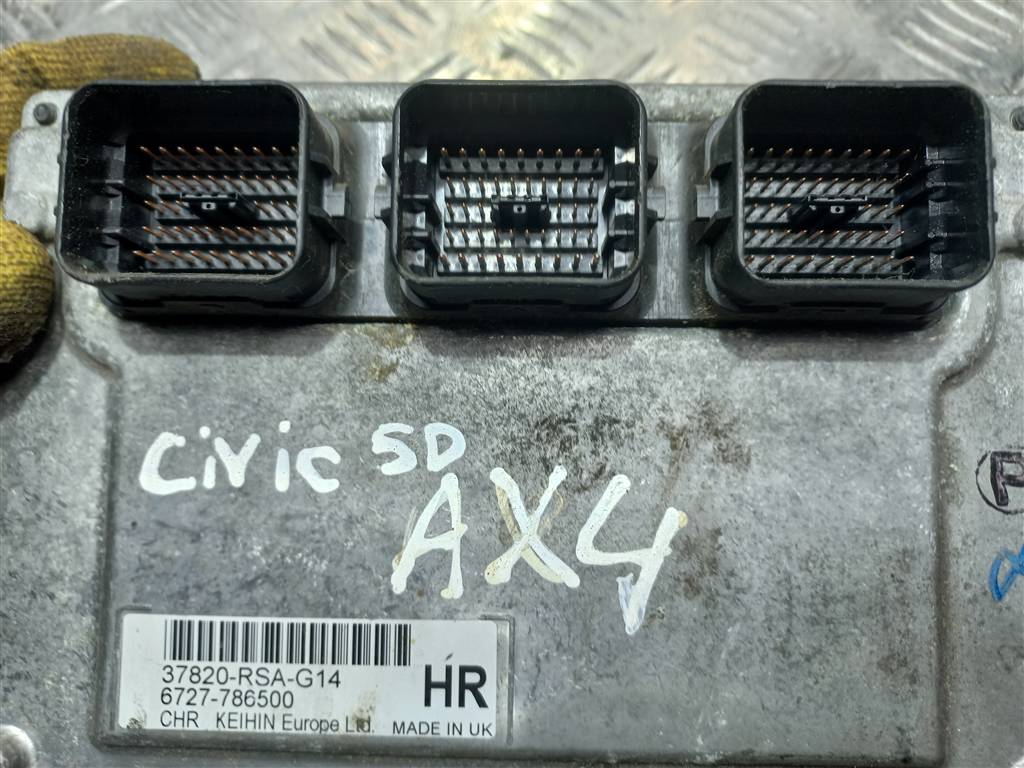 Civic 5D
AX4
P
37820-RSA-G14
HR
6727-786500
CHR KEIHIN Europe Ltd. MADE IN UK